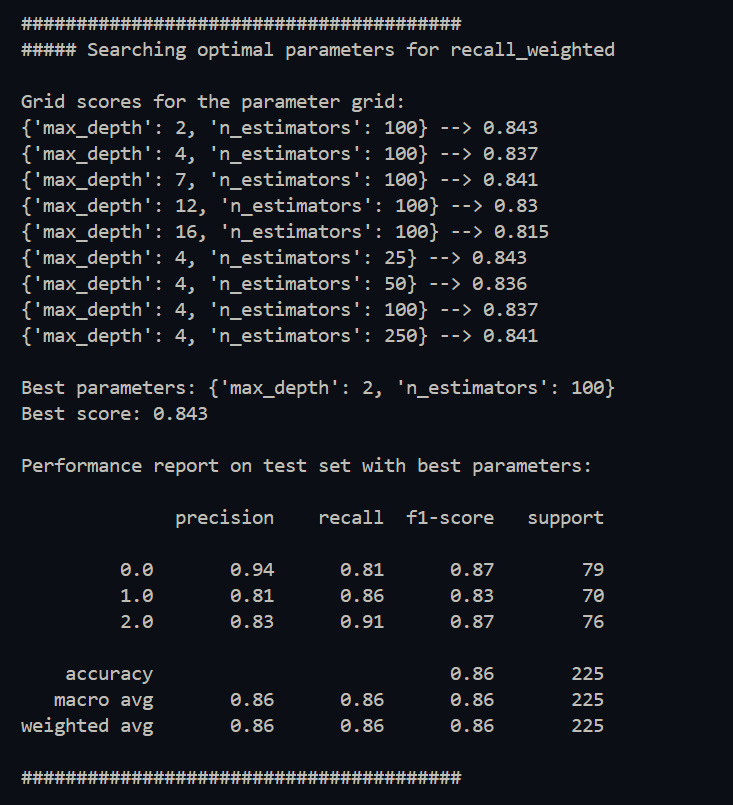 ########################################
##### Searching optimal parameters for recall_weighted
Grid scores for the parameter grid:
{'max_depth': 2, 'n_estimators': 100} --> 0.843
{'max_depth': 4, 'n_estimators': 100} --> 0.837
{'max_depth': 7, 'n_estimators': 100} --> 0.841
{'max_depth': 12, 'n_estimators': 100} --> 0.83
{'max_depth': 16, 'n_estimators': 100} --> 0.815
{'max_depth': 4, 'n_estimators': 25} --> 0.843
{'max_depth': 4, 'n_estimators': 50} --> 0.836
{'max_depth': 4, 'n_estimators': 100} --> 0.837
{'max_depth': 4, 'n_estimators': 250} --> 0.841
Best parameters: {'max_depth': 2, 'n_estimators': 100}
Best score: 0.843
Performance report on test set with best parameters:
precision recall f1-score support
0.0 0.94 0.81 0.87 79
1.0 0.81 0.86 0.83 70
2.0 0.83 0.91 0.87 76
accuracy 0.86 225
macro avg 0.86 0.86 0.86 225
weighted avg 0.86 0.86 0.86 225
########################################